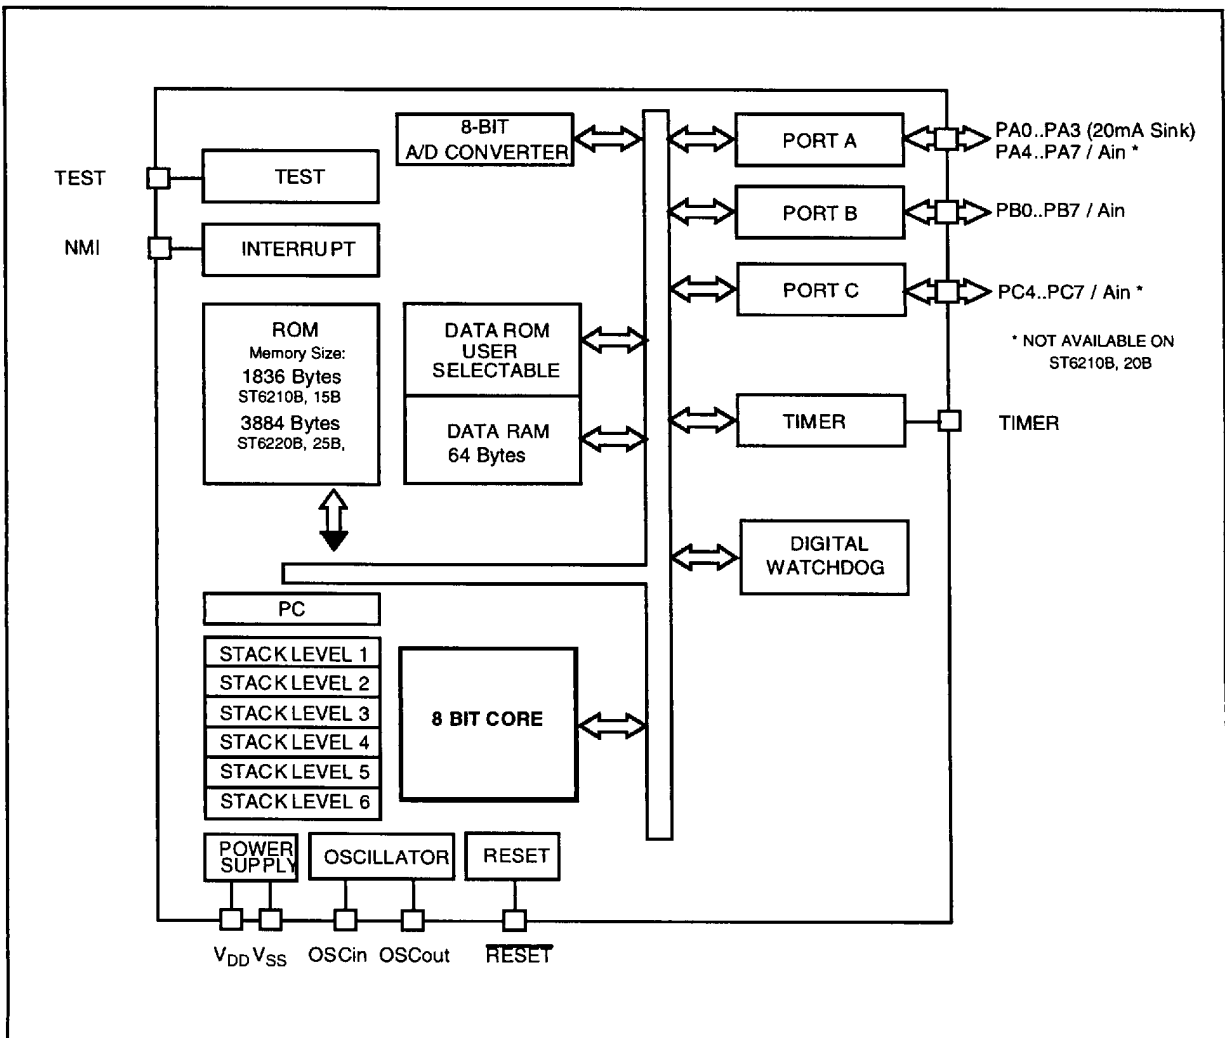 8-BIT
A/D CONVERTER
PORT A
PA0..PA3 (20mA Sink)
PA4..PA7 / Ain *
TEST
TEST
PORT B
PB0..PB7 / Ain
NMI
INTERRUPT
PORT C
PC4..PC7 / Ain *
* NOT AVAILABLE ON
ST6210B, 20B
ROM
Memory Size:
1836 Bytes
ST6210B, 15B
3884 Bytes
ST6220B, 25B,
DATA ROM
USER
SELECTABLE
DATA RAM
64 Bytes
TIMER
TIMER
DIGITAL
WATCHDOG
PC
STACK LEVEL 1
STACK LEVEL 2
STACK LEVEL 3
STACK LEVEL 4
STACK LEVEL 5
STACK LEVEL 6
8 BIT CORE
POWER
SUPPLY
OSCILLATOR
RESET
VDD VSS OSCin OSCout RESET